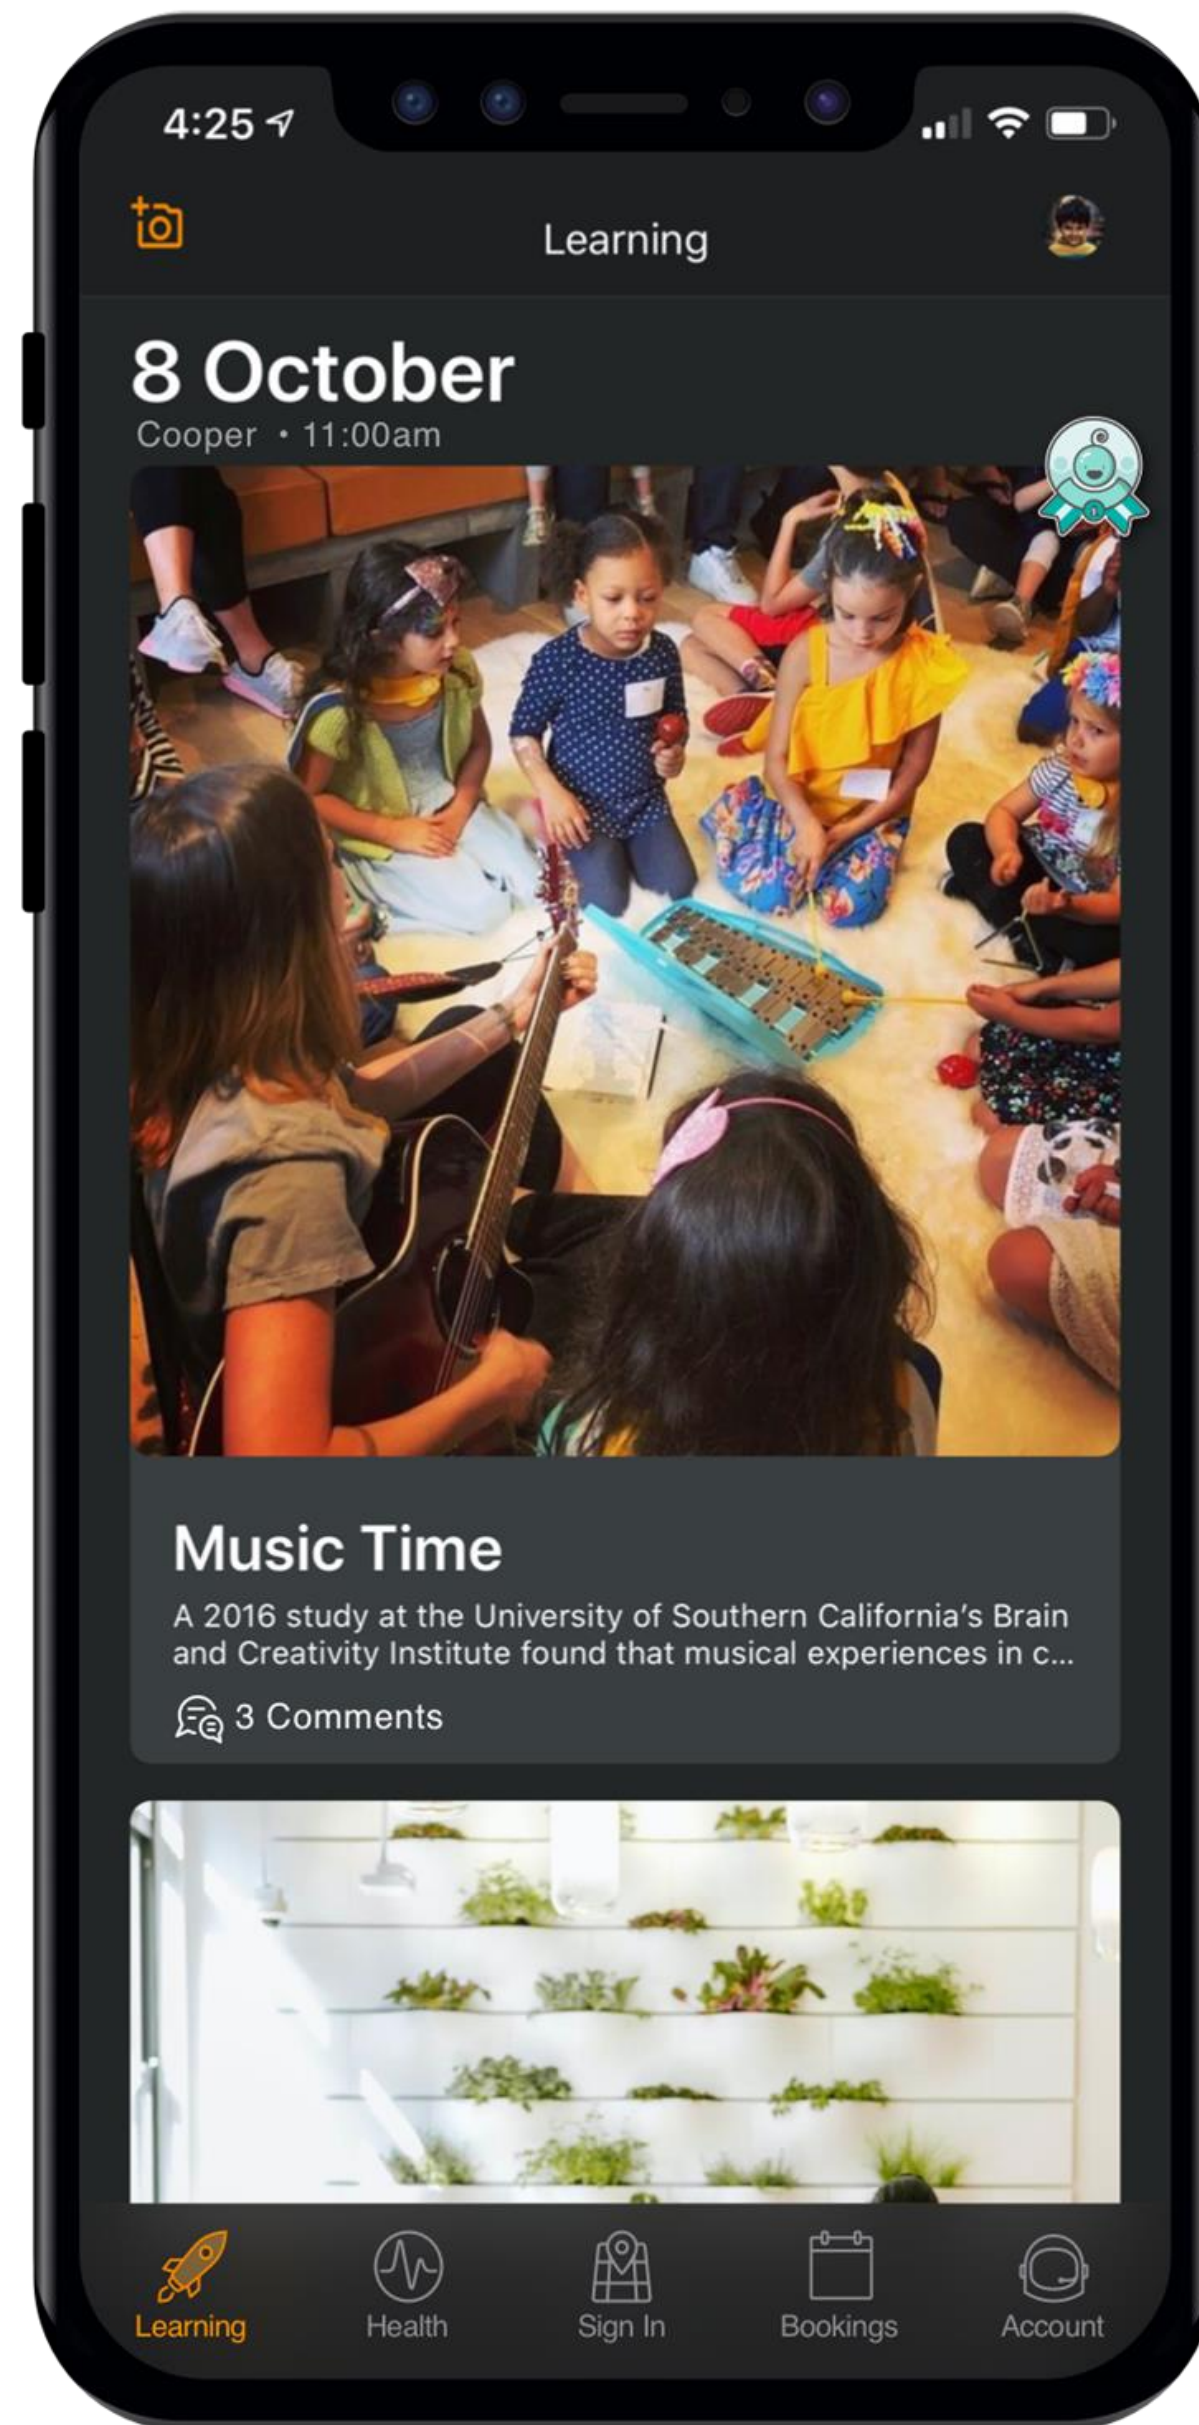 4:25
Learning
8 October
Cooper • 11:00am
Music Time
A 2016 study at the University of Southern California's Brain
and Creativity Institute found that musical experiences in c...
3 Comments
Learning
Health
Sign In
Bookings
Account